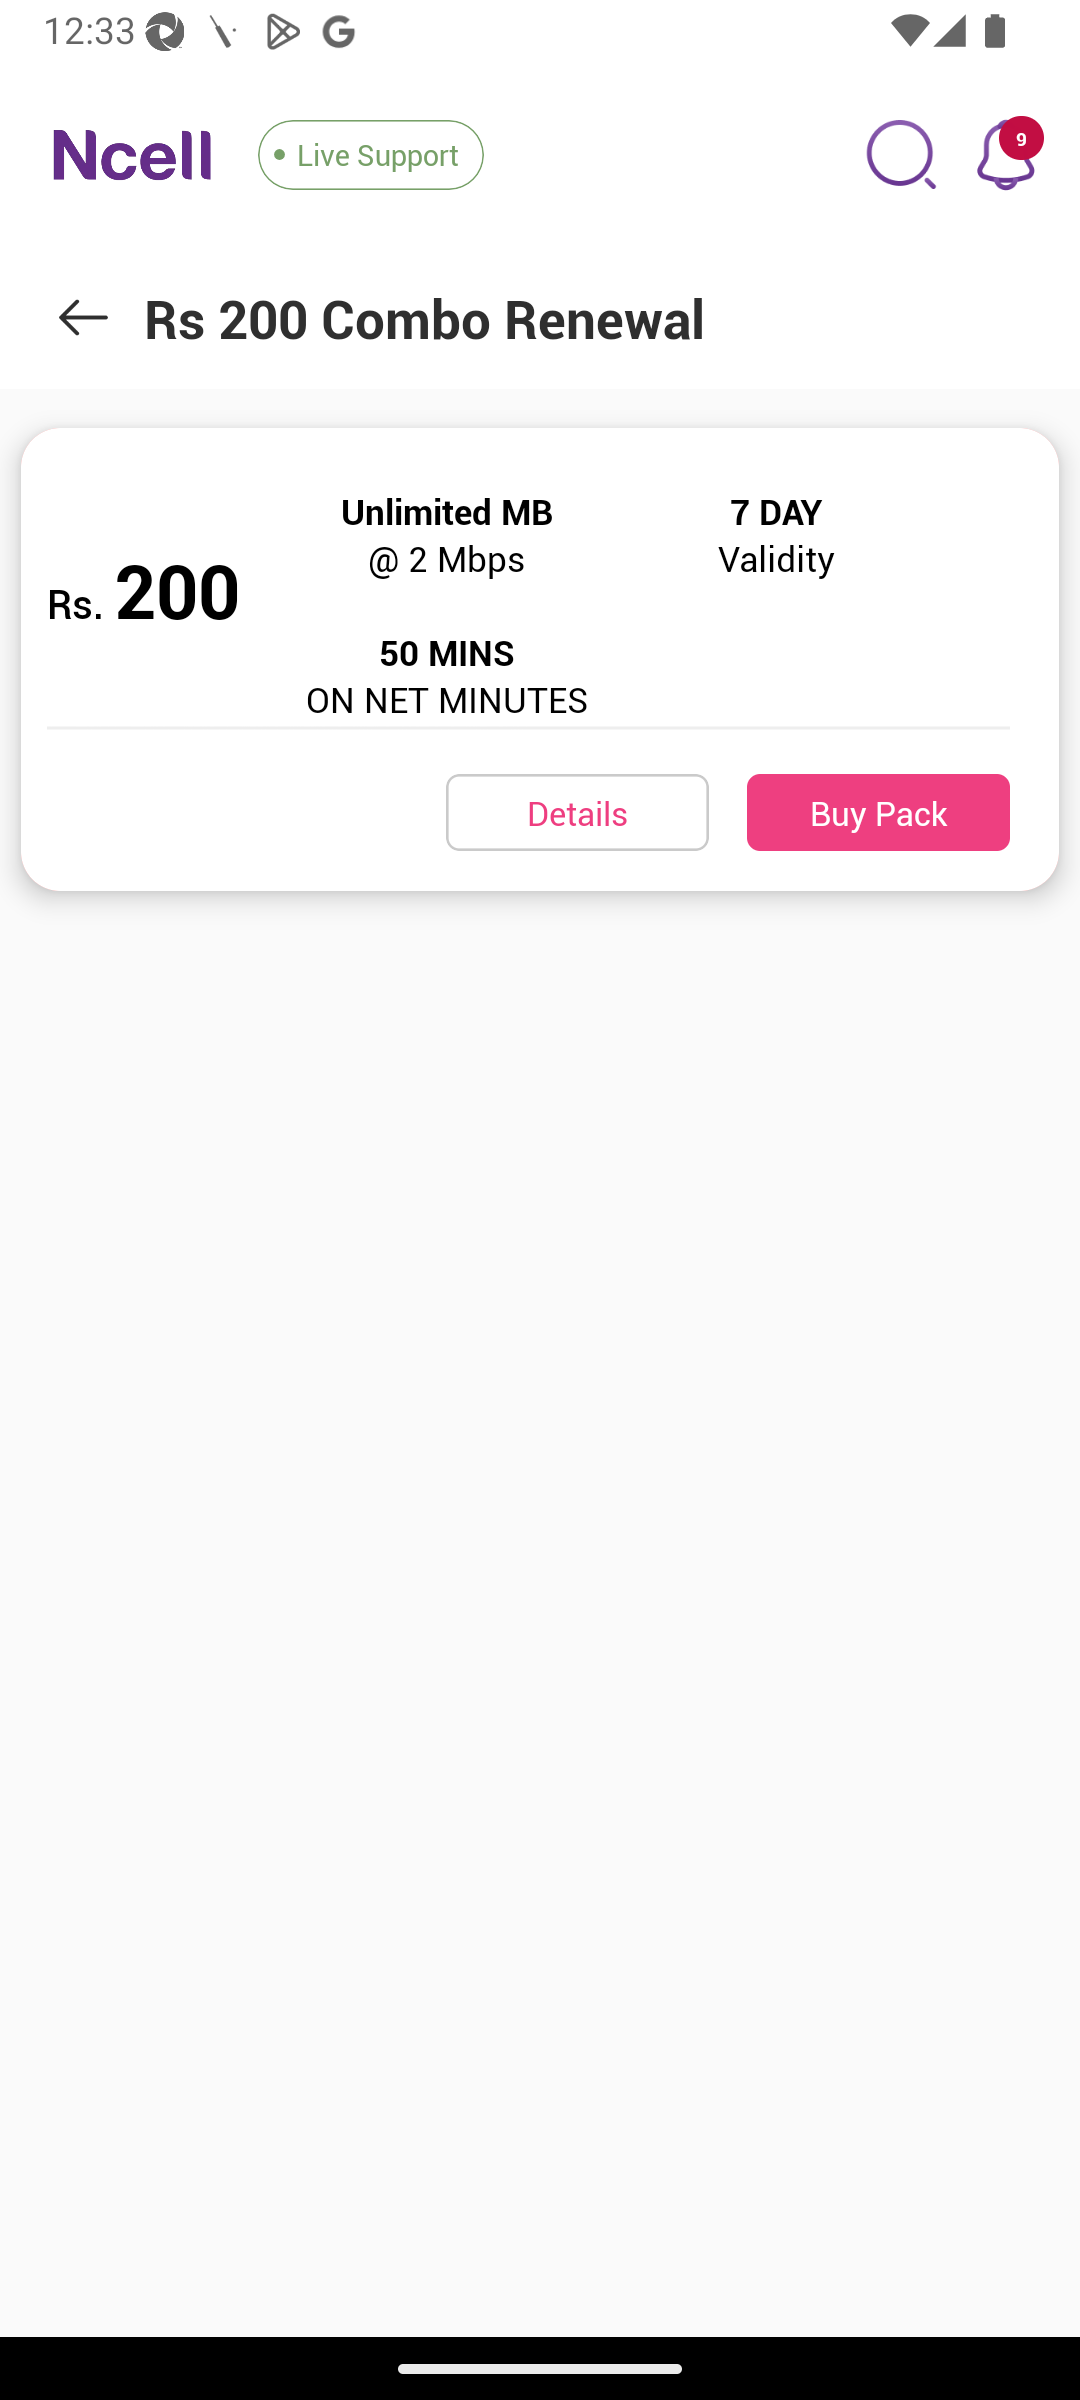 12:33
Ncell
Live Support
9
Rs 200 Combo Renewal
Unlimited MB
@ 2 Mbps
7 DAY
Validity
Rs. 200
50 MINS
ON NET MINUTES
Details
Buy Pack